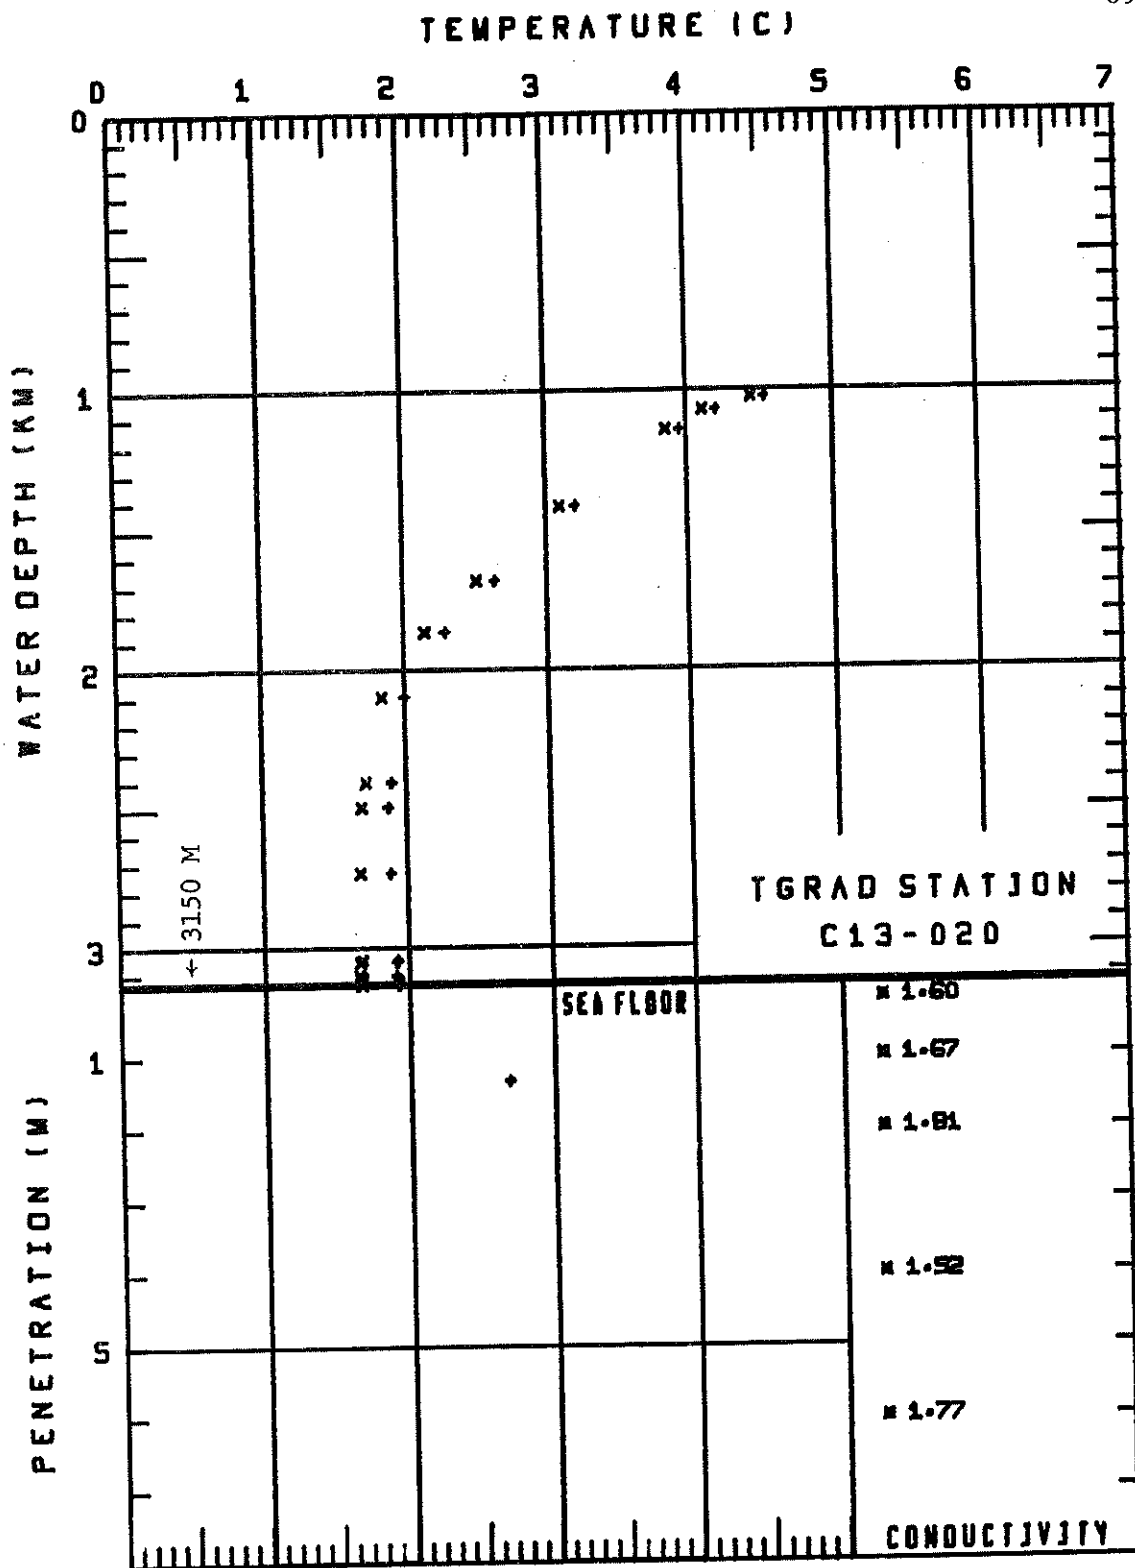 TEMPERATURE (C)
0 1 2 3 4 5 6 7
0
1
2
3
WATER DEPTH (KM)
← 3150 M
TGRAD STATION
C13-020
SEA FLOOR
1
5
PENETRATION (M)
1.60
1.67
1.81
1.52
1.77
CONDUCTIVITY